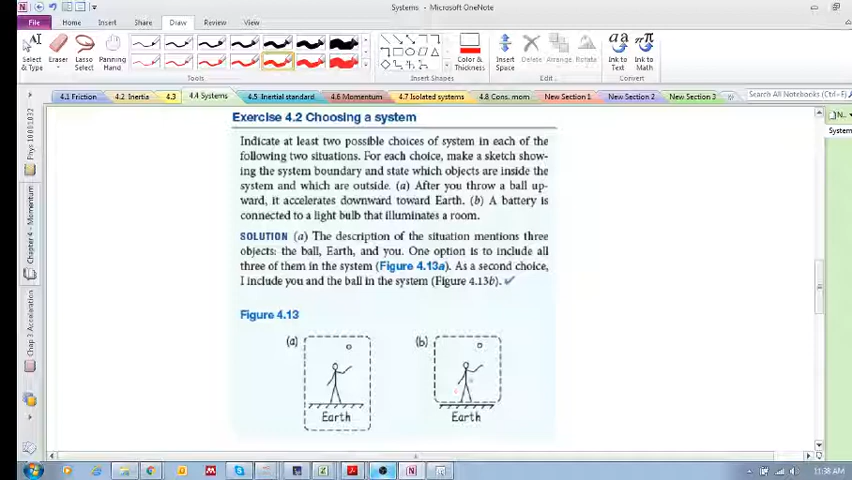 Systems - Microsoft OneNote
File Home Insert Share Draw Review View
Select & Type
Eraser
Lasso Select
Panning Hand
Color & Thickness
Insert Space
Delete
Arrange
Rotate
Ink to Text
Ink to Math
Tools
Insert Shapes
Edit
Convert
4.1 Friction 4.2 Inertia 4.3 4.4 Systems 4.5 Inertial standard 4.6 Momentum 4.7 Isolated systems 4.8 Cons. mom New Section 1 New Section 2 New Section 3
Search All Notebooks
System
Chapter 4 - Momentum
Chap 3 Acceleration
Exercise 4.2 Choosing a system
Indicate at least two possible choices of system in each of the
following two situations. For each choice, make a sketch show-
ing the system boundary and state which objects are inside the
system and which are outside. (a) After you throw a ball up-
ward, it accelerates downward toward Earth. (b) A battery is
connected to a light bulb that illuminates a room.
SOLUTION (a) The description of the situation mentions three
objects: the ball, Earth, and you. One option is to include all
three of them in the system (Figure 4.13a). As a second choice,
I include you and the ball in the system (Figure 4.13b). ✔
Figure 4.13
(a) (b)
Earth Earth
11:38 AM